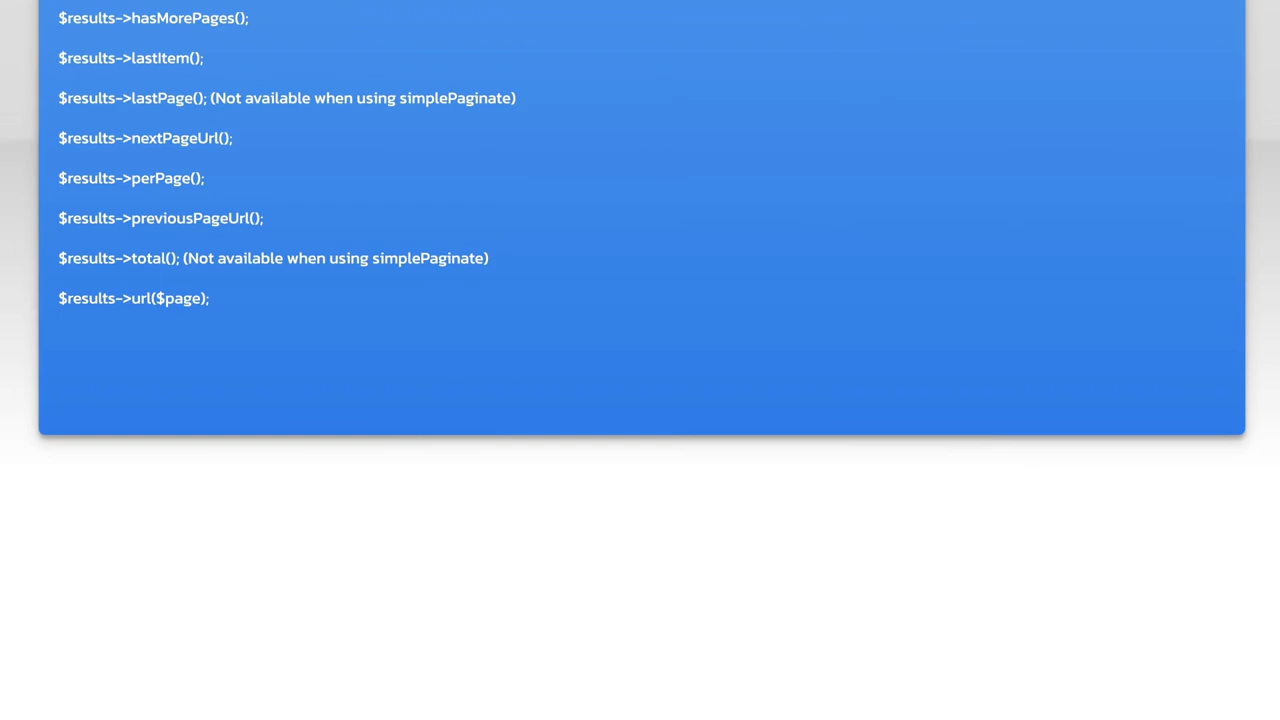 $results->hasMorePages();
$results->lastItem();
$results->lastPage(); (Not available when using simplePaginate)
$results->nextPageUrl();
$results->perPage();
$results->previousPageUrl();
$results->total(); (Not available when using simplePaginate)
$results->url($page);